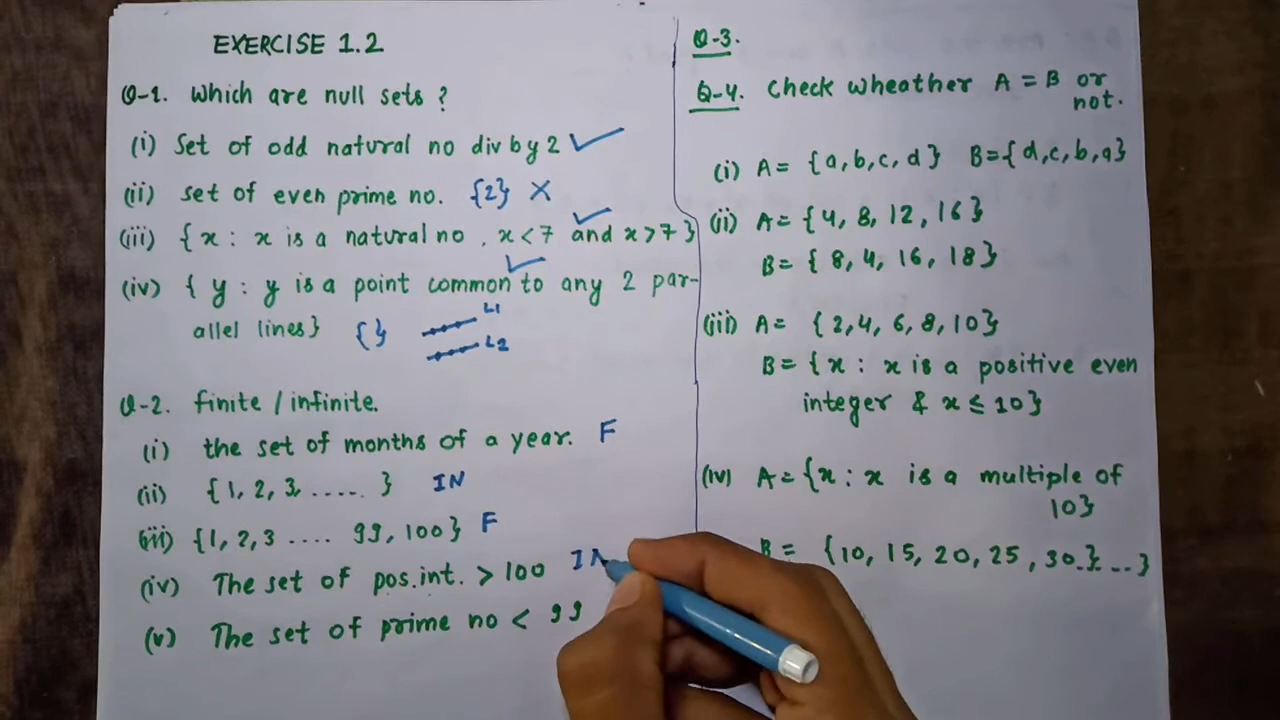 EXERCISE 1.2
Q-1. Which are null sets ?
(i) Set of odd natural no div by 2 ✓
(ii) set of even prime no. {2} X
(iii) { x : x is a natural no , x < 7 and x > 7 } ✓
(iv) { y : y is a point common to any 2 par-
allel lines} {} L1
L2
Q-2. finite / infinite.
(i) the set of months of a year. F
(ii) { 1, 2, 3, ..... } IN
(iii) {1, 2, 3 .... 99, 100} F
(iv) The set of pos.int. > 100 IN
(v) The set of prime no < 99
Q-3.
Q-4. Check wheather A = B or
not.
(i) A = {a, b, c, d} B={d, c, b, a}
(ii) A = { 4, 8, 12, 16 }
B = { 8, 4, 16, 18 }
(iii) A = { 2, 4, 6, 8, 10 }
B = { x : x is a positive even
integer & x ≤ 10 }
(iv) A = {x : x is a multiple of
10}
B = {10, 15, 20, 25, 30.}...}